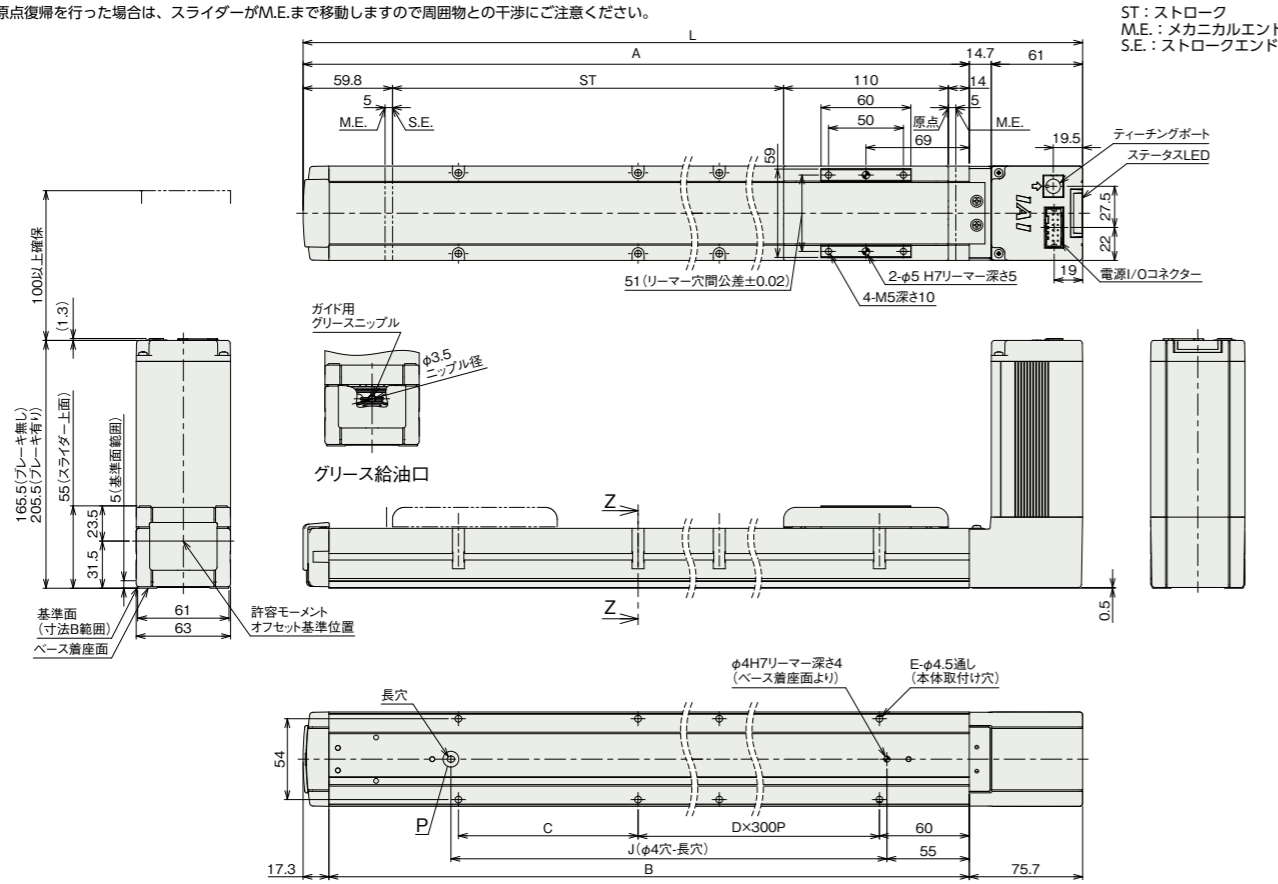 原点復帰を行った場合は、スライダーがM.E.まで移動しますので周囲物との干渉にご注意ください。
ST：ストローク
M.E.：メカニカルエンド
S.E.：ストロークエンド
L
A
14.7
61
59.8
ST
110
14
5
60
5
M.E.
S.E.
50
原点
M.E.
69
19.5
ティーチングポート
ステータスLED
59
IAI
27.5
22
19
電源I/Oコネクター
51(リーマー穴間公差±0.02)
2-φ5 H7リーマー深さ5
4-M5深さ10
100以上確保
(1.3)
ガイド用
グリースニップル
φ3.5
ニップル径
グリース給油口
165.5(ブレーキ無し)
205.5(ブレーキ有り)
55(スライダー上面)
5(基準面範囲)
23.5
31.5
Z
Z
0.5
基準面
(寸法B範囲)
ベース着座面
61
63
許容モーメント
オフセット基準位置
長穴
φ4H7リーマー深さ4
(ベース着座面より)
E-φ4.5通し
(本体取付け穴)
54
P
C
D×300P
60
J(φ4穴-長穴)
55
17.3
B
75.7